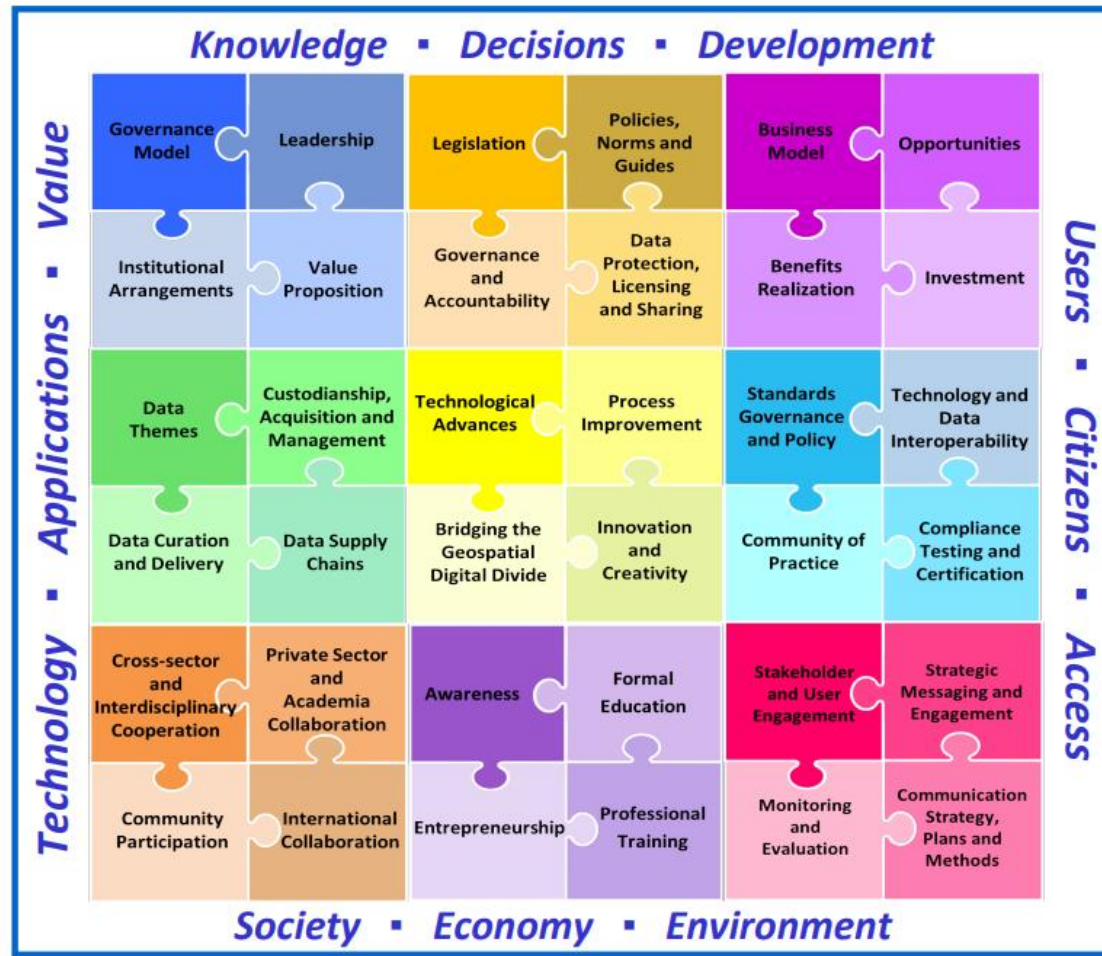 Knowledge ▪ Decisions ▪ Development
Technology ▪ Applications ▪ Value
Governance
Model
Leadership
Legislation
Policies,
Norms and
Guides
Business
Model
Opportunities
Institutional
Arrangements
Value
Proposition
Governance
and
Accountability
Data
Protection,
Licensing
and Sharing
Benefits
Realization
Investment
Data
Themes
Custodianship,
Acquisition and
Management
Technological
Advances
Process
Improvement
Standards
Governance
and Policy
Technology and
Data
Interoperability
Data Curation
and Delivery
Data Supply
Chains
Bridging the
Geospatial
Digital Divide
Innovation
and
Creativity
Community of
Practice
Compliance
Testing and
Certification
Cross-sector
and
Interdisciplinary
Cooperation
Private Sector
and
Academia
Collaboration
Awareness
Formal
Education
Stakeholder
and User
Engagement
Strategic
Messaging and
Engagement
Community
Participation
International
Collaboration
Entrepreneurship
Professional
Training
Monitoring
and
Evaluation
Communication
Strategy,
Plans and
Methods
Users ▪ Citizens ▪ Access
Society ▪ Economy ▪ Environment